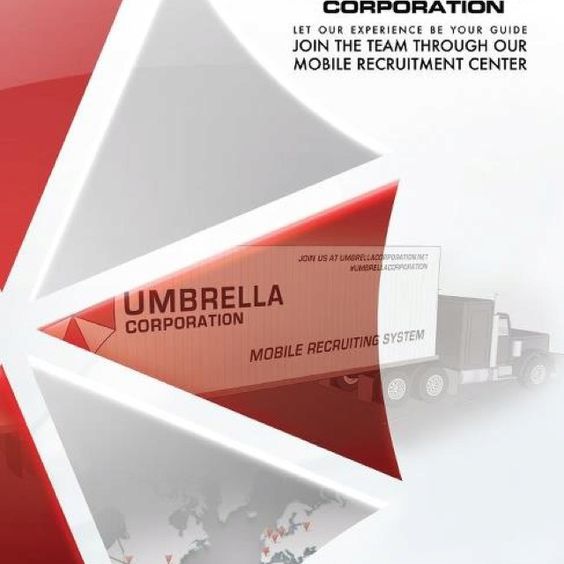 CORPORATION
LET OUR EXPERIENCE BE YOUR GUIDE
JOIN THE TEAM THROUGH OUR
MOBILE RECRUITMENT CENTER
JOIN US AT UMBRELLACORPORATION.NET
#UMBRELLACORPORATION
UMBRELLA
CORPORATION
MOBILE RECRUITING SYSTEM